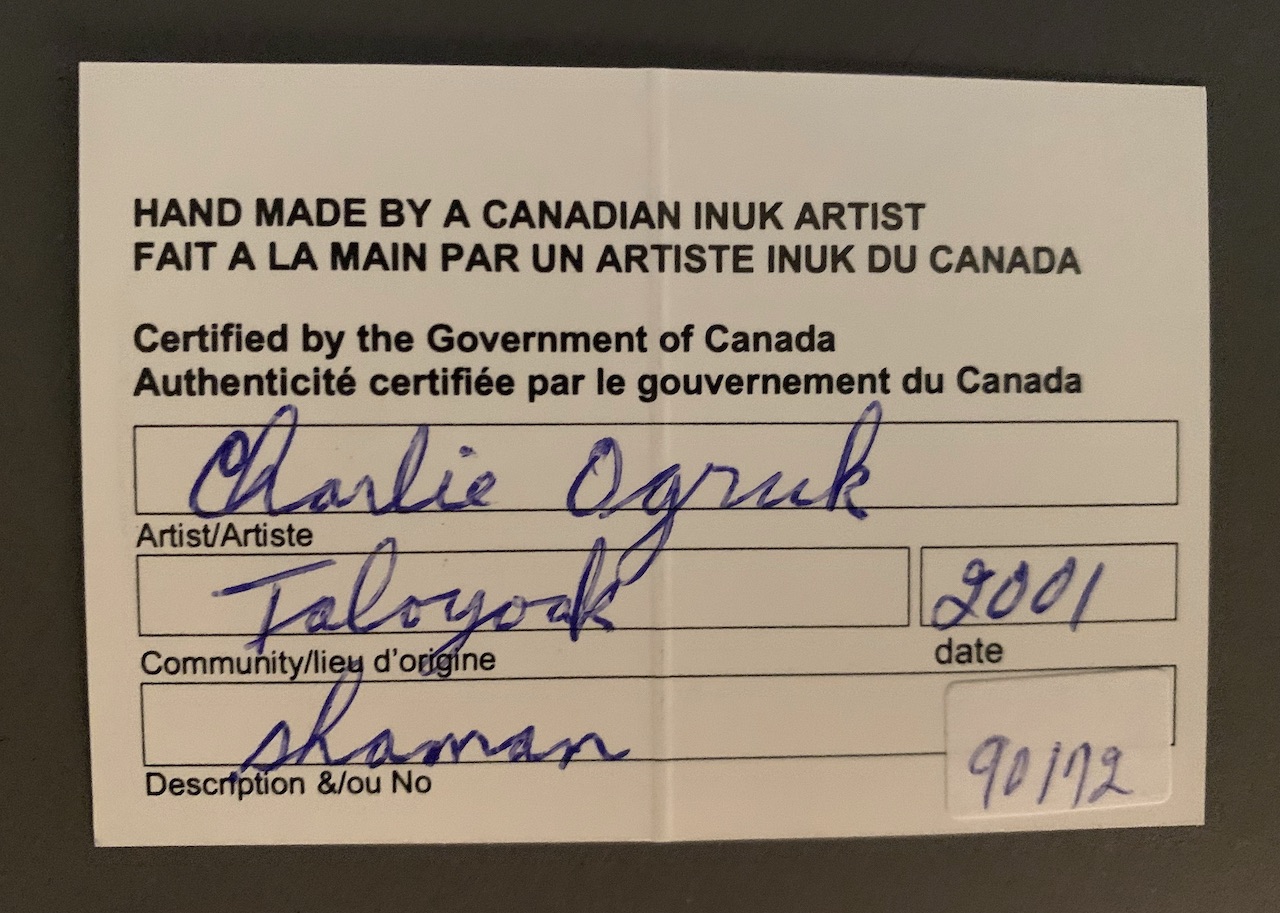 HAND MADE BY A CANADIAN INUK ARTIST
FAIT A LA MAIN PAR UN ARTISTE INUK DU CANADA
Certified by the Government of Canada
Authenticité certifiée par le gouvernement du Canada
Charlie Ogruk
Artist/Artiste
Taloyoak 2001
Community/lieu d'origine date
shaman
Description &/ou No
90172